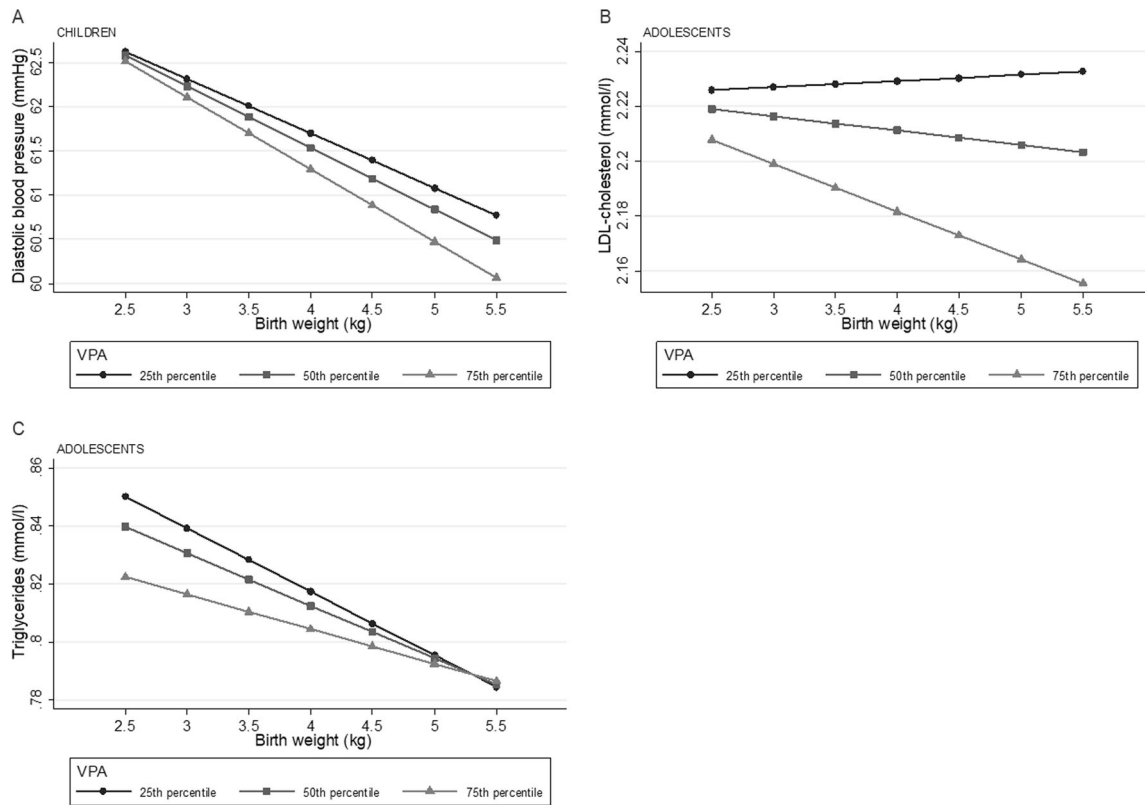 A
CHILDREN
Diastolic blood pressure (mmHg)
62.5
62
61.5
61
60.5
60
2.5 3 3.5 4 4.5 5 5.5
Birth weight (kg)
VPA
25th percentile 50th percentile 75th percentile
B
ADOLESCENTS
LDL-cholesterol (mmol/l)
2.24
2.22
2.2
2.18
2.16
2.5 3 3.5 4 4.5 5 5.5
Birth weight (kg)
VPA
25th percentile 50th percentile 75th percentile
C
ADOLESCENTS
Triglycerides (mmol/l)
.86
.84
.82
.8
.78
2.5 3 3.5 4 4.5 5 5.5
Birth weight (kg)
VPA
25th percentile 50th percentile 75th percentile